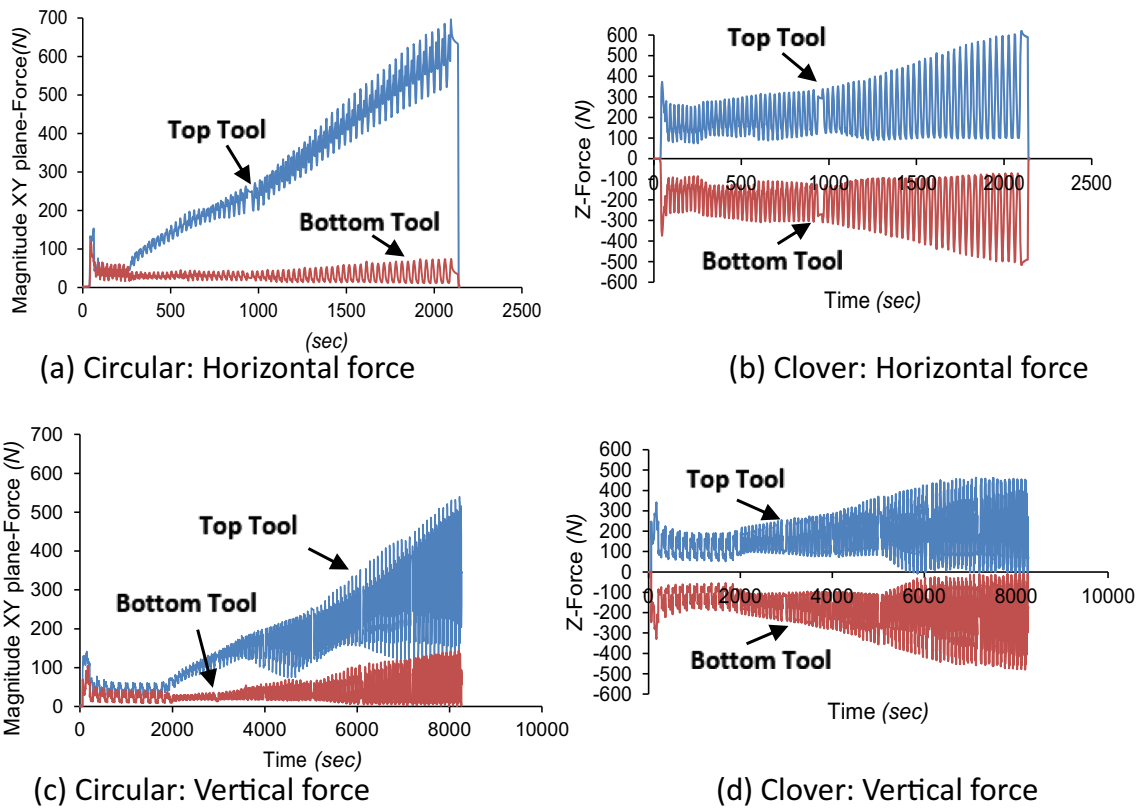 Magnitude XY plane-Force(N)
700
600
500
400
300
200
100
0
0 500 1000 1500 2000 2500
(sec)
Top Tool
Bottom Tool
(a) Circular: Horizontal force
Z-Force (N)
600
500
400
300
200
100
0
-100
-200
-300
-400
-500
-600
0 500 1000 1500 2000 2500
Time (sec)
Top Tool
Bottom Tool
(b) Clover: Horizontal force
Magnitude XY plane-Force (N)
700
600
500
400
300
200
100
0
0 2000 4000 6000 8000 10000
Time (sec)
Top Tool
Bottom Tool
(c) Circular: Vertical force
Z-Force (N)
600
500
400
300
200
100
0
-100
-200
-300
-400
-500
-600
0 2000 4000 6000 8000 10000
Time (sec)
Top Tool
Bottom Tool
(d) Clover: Vertical force